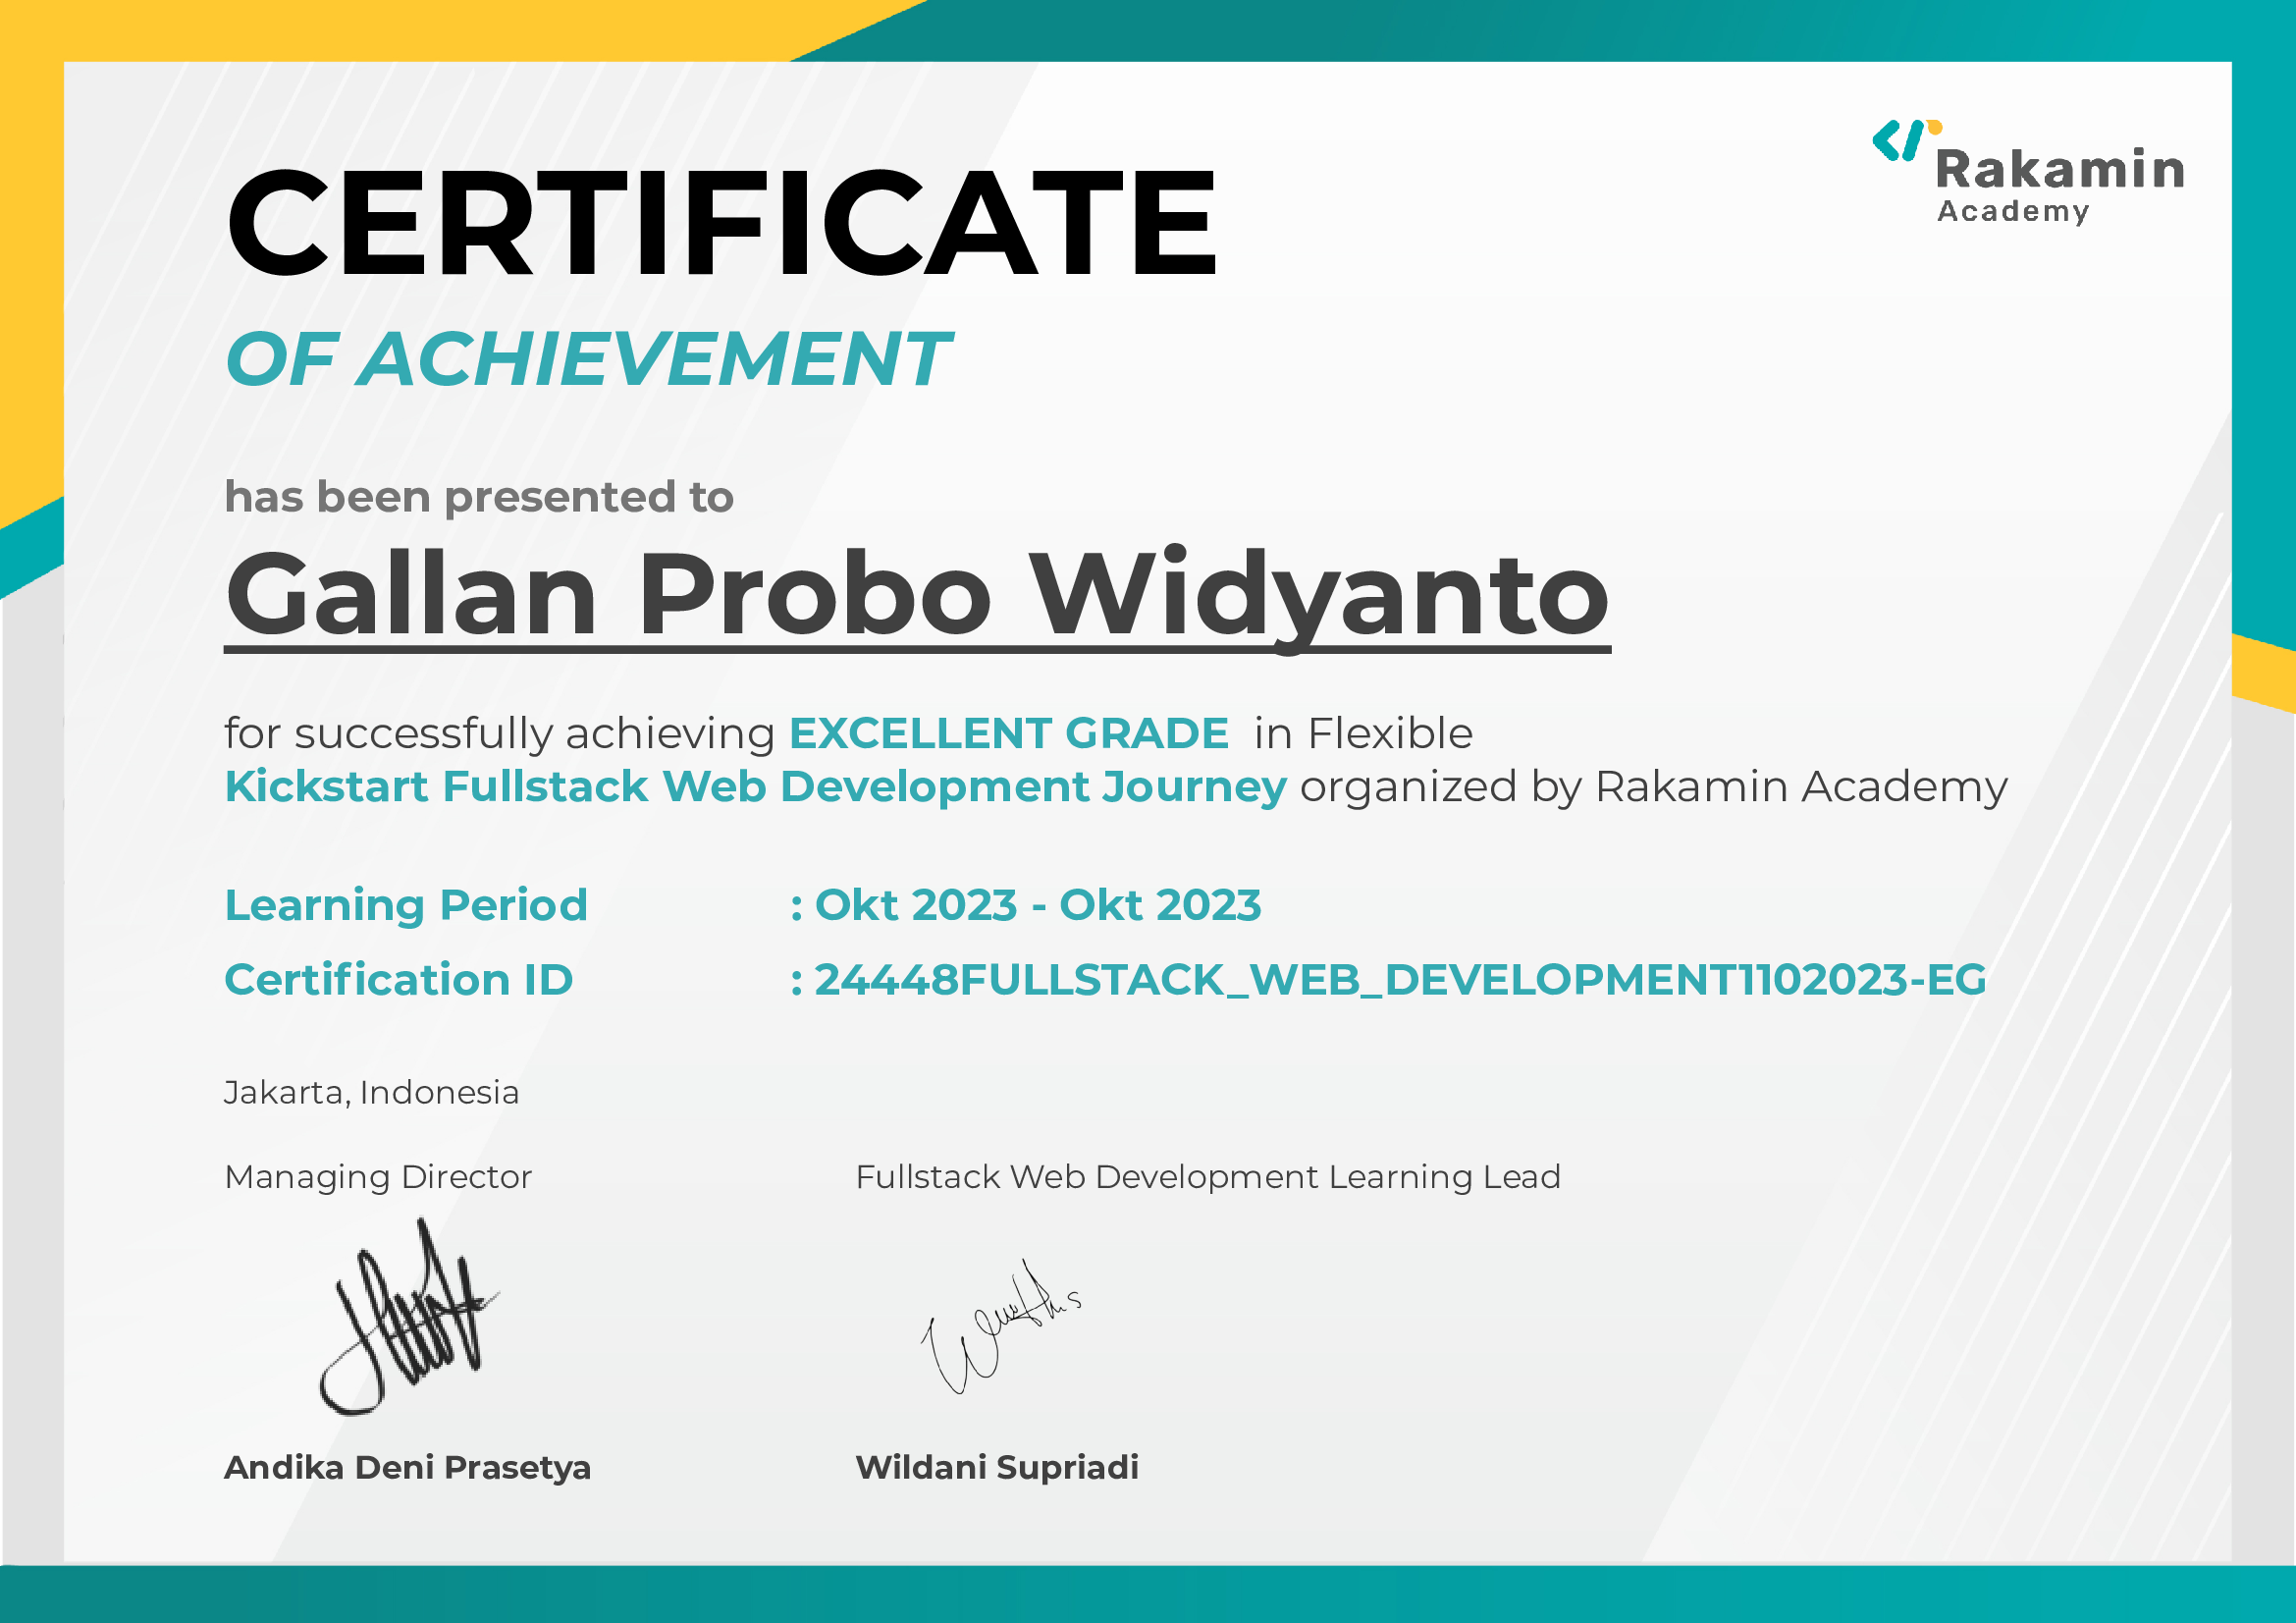 Rakamin
Academy
CERTIFICATE
OF ACHIEVEMENT
has been presented to
Gallan Probo Widyanto
for successfully achieving EXCELLENT GRADE in Flexible
Kickstart Fullstack Web Development Journey organized by Rakamin Academy
Learning Period : Okt 2023 - Okt 2023
Certification ID : 24448FULLSTACK_WEB_DEVELOPMENT1102023-EG
Jakarta, Indonesia
Managing Director Fullstack Web Development Learning Lead
Andika Deni Prasetya Wildani Supriadi